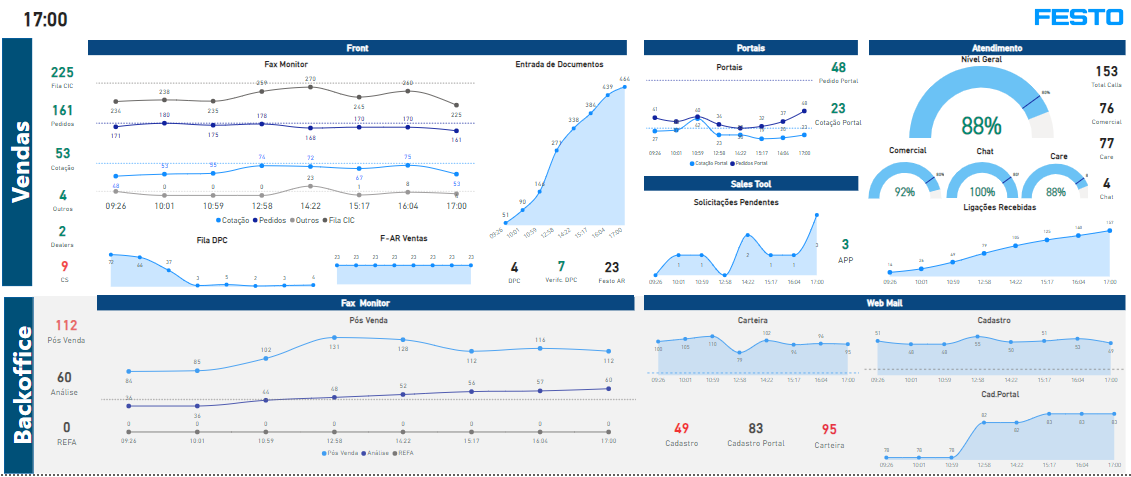 17:00
FESTO
Vendas
225
Fila CIC
161
Pedidos
53
Cotação
4
Outros
2
Dealers
9
CS
Front
Fax Monitor
234 238 235 259 270 245 260 225
171 180 175 178 168 170 170 161
48 53 55 74 72 67 75 53
0 0 0 23 1 8
09:26 10:01 10:59 12:58 14:22 15:17 16:04 17:00
Cotação Pedidos Outros Fila CIC
Entrada de Documentos
51 90 146 271 338 384 439 464
09:26 10:01 10:59 12:58 14:22 15:17 16:04 17:00
Fila DPC
72 66 37 3 5 2 3 4
F-AR Ventas
23 23 23 23 23 23 23 23
4
DPC
7
Verifc DPC
23
Festo AR
Portais
Portais
41 48 34 32 37 48
27 42 23 23
09:26 10:01 10:59 12:58 14:22 15:17 16:04 17:00
Cotação Portal Pedidos Portal
48
Pedido Portal
23
Cotação Portal
Sales Tool
Solicitações Pendentes
1 1 2 1 1 3
09:26 10:01 10:59 12:58 14:22 15:17 16:04 17:00
3
APP
Atendimento
Nível Geral
80%
88%
Comercial
80%
92%
Chat
80%
100%
Care
88%
153
Total Calls
76
Comercial
77
Care
4
Chat
Ligações Recebidas
09:26 10:01 10:59 12:58 14:22 15:17 16:04 17:00
Backoffice
112
Pós Venda
60
Análise
0
REFA
Fax Monitor
Pós Venda
84 85 102 131 128 112 116 112
36 36 44 48 52 56 57 60
0 0 0 0 0 0 0 0
09:26 10:01 10:59 12:58 14:22 15:17 16:04 17:00
Pós Venda Análise REFA
Web Mail
Carteira
100 105 110 79 102 94 96 95
09:26 10:01 10:59 12:58 14:22 15:17 16:04 17:00
Cadastro
51 48 48 55 50 51 53 49
09:26 10:01 10:59 12:58 14:22 15:17 16:04 17:00
49
Cadastro
83
Cadastro Portal
95
Carteira
Cad.Portal
78 78 78 82 82 83 83 83
09:26 10:01 10:59 12:58 14:22 15:17 16:04 17:00